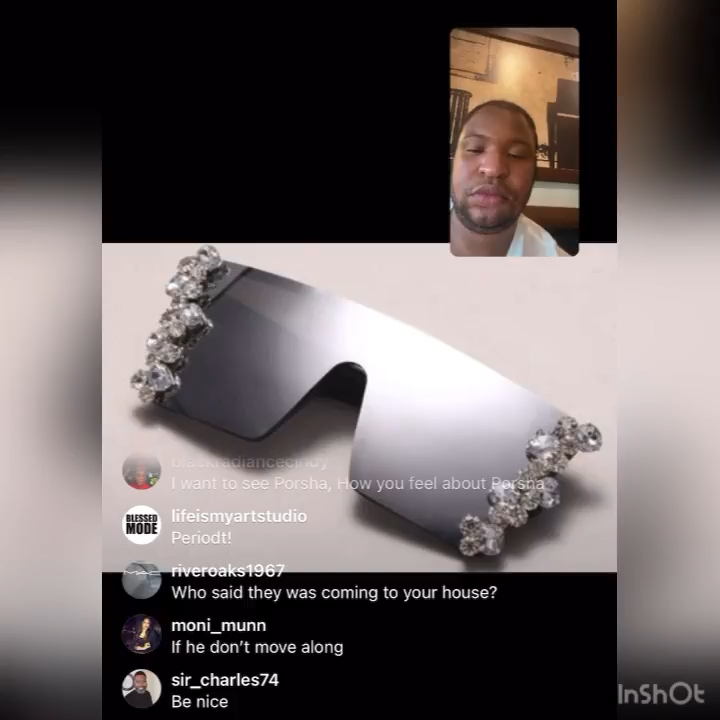 blackradiancecindy
I want to see Porsha, How you feel about Porsha
BLESSED
MODE
lifeismyartstudio
Periodt!
riveroaks1967
Who said they was coming to your house?
moni_munn
If he don’t move along
sir_charles74
Be nice
InShOt